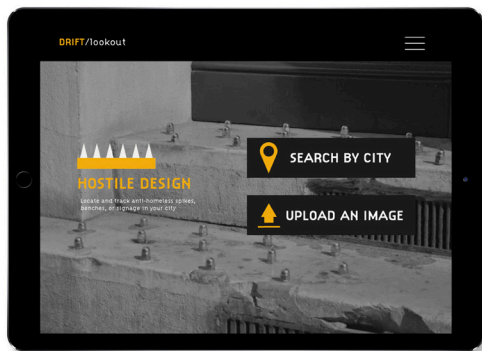 DRIFT/lookout
HOSTILE DESIGN
Locate and track anti-homeless spikes,
benches, or signage in your city
SEARCH BY CITY
UPLOAD AN IMAGE